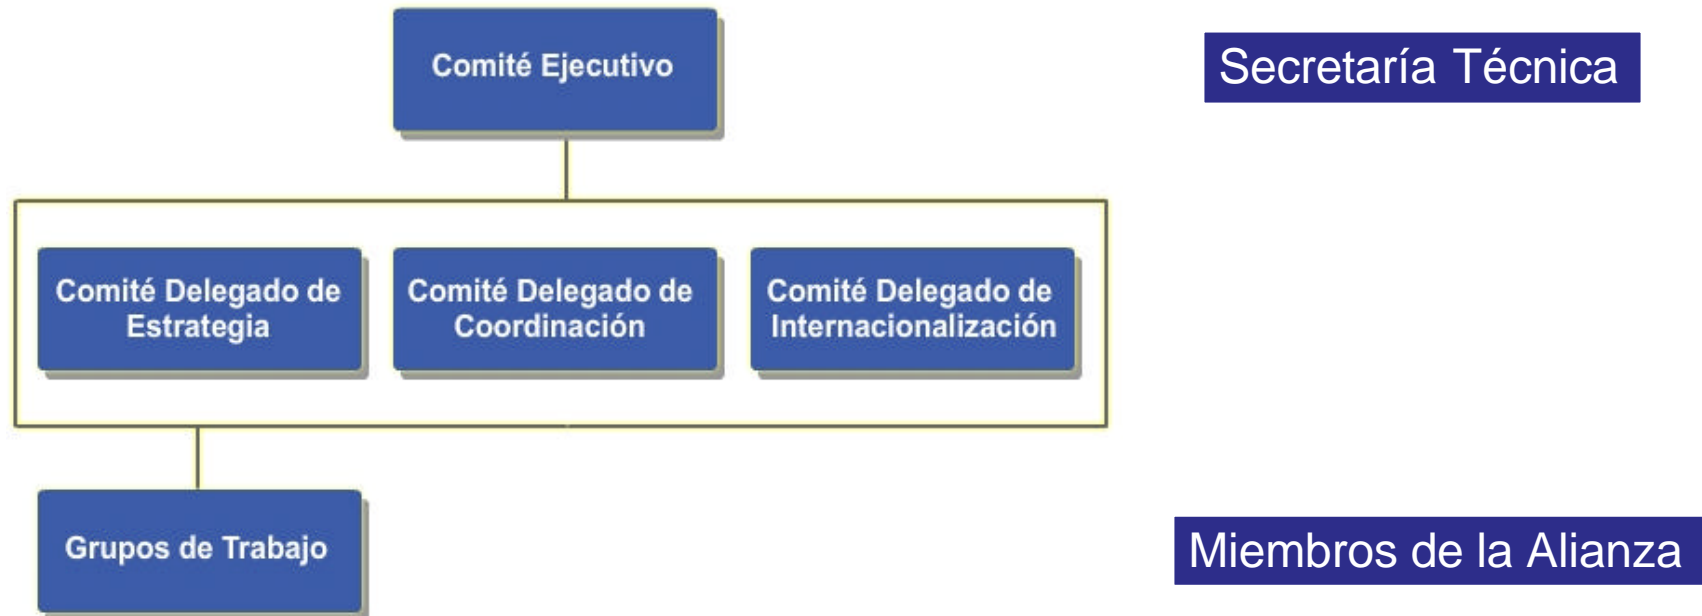 Comité Ejecutivo
Secretaría Técnica
Comité Delegado de
Estrategia
Comité Delegado de
Coordinación
Comité Delegado de
Internacionalización
Grupos de Trabajo
Miembros de la Alianza